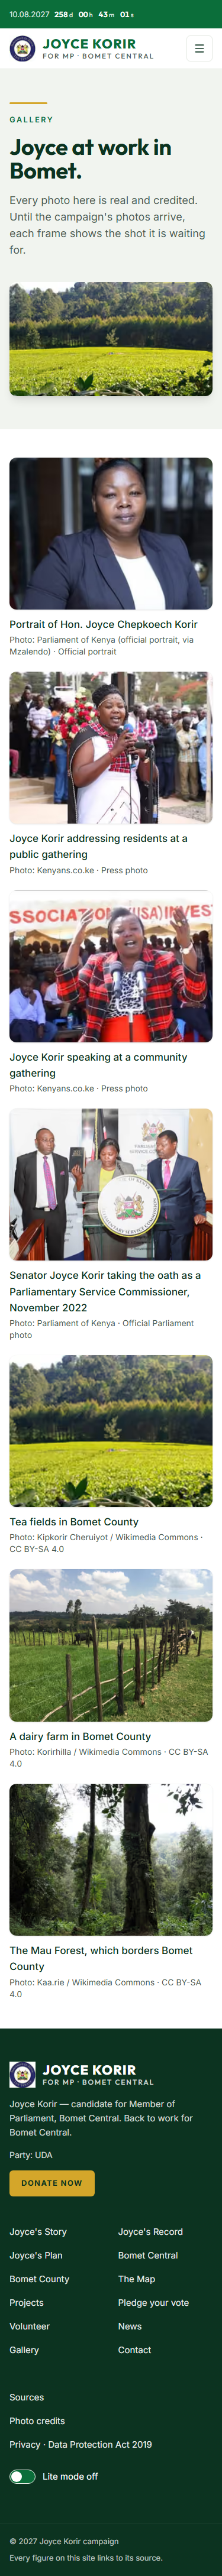 10.08.2027 258 d 00 h 43 m 01 s
JOYCE KORIR
FOR MP · BOMET CENTRAL
GALLERY
Joyce at work in
Bomet.
Every photo here is real and credited.
Until the campaign's photos arrive,
each frame shows the shot it is waiting
for.
Portrait of Hon. Joyce Chepkoech Korir
Photo: Parliament of Kenya (official portrait, via
Mzalendo) · Official portrait
Joyce Korir addressing residents at a
public gathering
Photo: Kenyans.co.ke · Press photo
SSOCIATION (USA) INVEST
Joyce Korir speaking at a community
gathering
Photo: Kenyans.co.ke · Press photo
Senator Joyce Korir taking the oath as a
Parliamentary Service Commissioner,
November 2022
Photo: Parliament of Kenya · Official Parliament
photo
Tea fields in Bomet County
Photo: Kipkorir Cheruiyot / Wikimedia Commons ·
CC BY-SA 4.0
A dairy farm in Bomet County
Photo: Korirhilla / Wikimedia Commons · CC BY-SA
4.0
The Mau Forest, which borders Bomet
County
Photo: Kaa.rie / Wikimedia Commons · CC BY-SA
4.0
JOYCE KORIR
FOR MP · BOMET CENTRAL
Joyce Korir — candidate for Member of
Parliament, Bomet Central. Back to work for
Bomet Central.
Party: UDA
DONATE NOW
Joyce's Story
Joyce's Record
Joyce's Plan
Bomet Central
Bomet County
The Map
Projects
Pledge your vote
Volunteer
News
Gallery
Contact
Sources
Photo credits
Privacy · Data Protection Act 2019
Lite mode off
© 2027 Joyce Korir campaign
Every figure on this site links to its source.